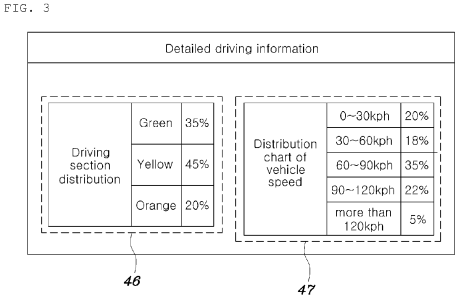 FIG. 3
Detailed driving information
Driving
section
distribution
Green 35%
Yellow 45%
Orange 20%
Distribution
chart of
vehicle
speed
0~30kph 20%
30~60kph 18%
60~90kph 35%
90~120kph 22%
more than
120kph 5%
46
47